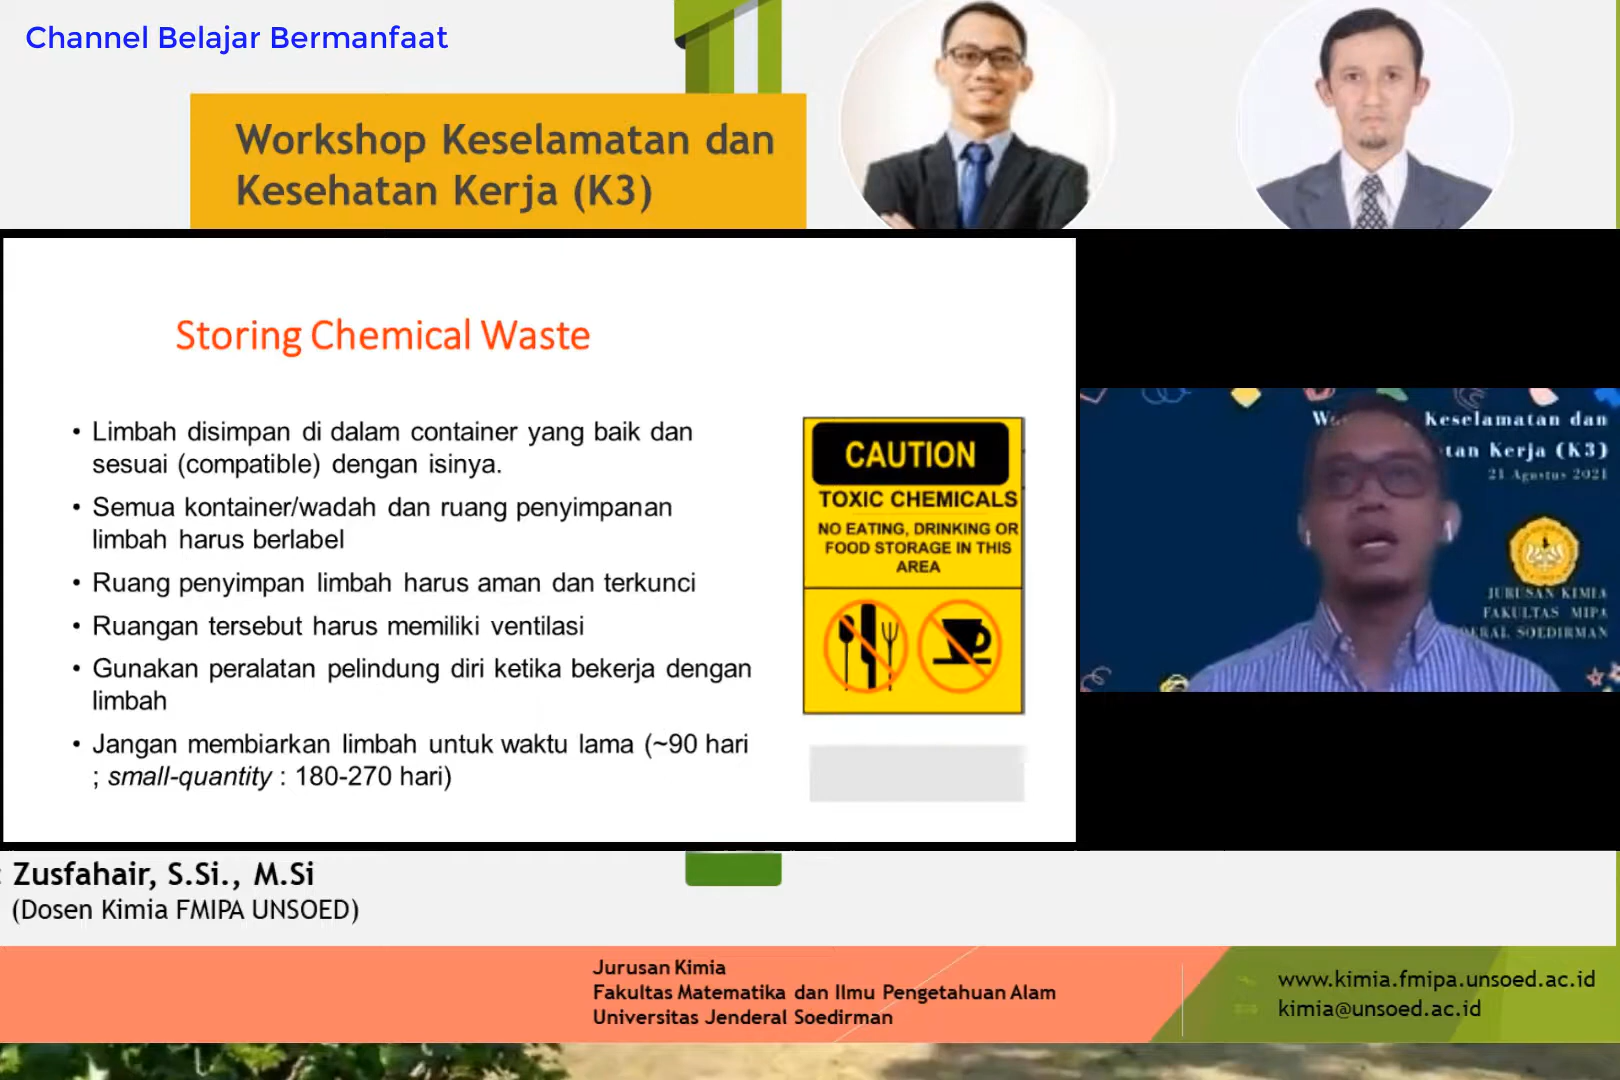 Channel Belajar Bermanfaat
Workshop Keselamatan dan
Kesehatan Kerja (K3)
Storing Chemical Waste
• Limbah disimpan di dalam container yang baik dan
sesuai (compatible) dengan isinya.
• Semua kontainer/wadah dan ruang penyimpanan
limbah harus berlabel
• Ruang penyimpan limbah harus aman dan terkunci
• Ruangan tersebut harus memiliki ventilasi
• Gunakan peralatan pelindung diri ketika bekerja dengan
limbah
• Jangan membiarkan limbah untuk waktu lama (~90 hari
; small-quantity : 180-270 hari)
CAUTION
TOXIC CHEMICALS
NO EATING, DRINKING OR
FOOD STORAGE IN THIS
AREA
Keselamatan dan
Kerja (K3)
21 Agustus 2021
JURUSAN KIMIA
FAKULTAS MIPA
SOEDIRMAN
: Zusfahair, S.Si., M.Si
(Dosen Kimia FMIPA UNSOED)
Jurusan Kimia
Fakultas Matematika dan Ilmu Pengetahuan Alam
Universitas Jenderal Soedirman
www.kimia.fmipa.unsoed.ac.id
kimia@unsoed.ac.id